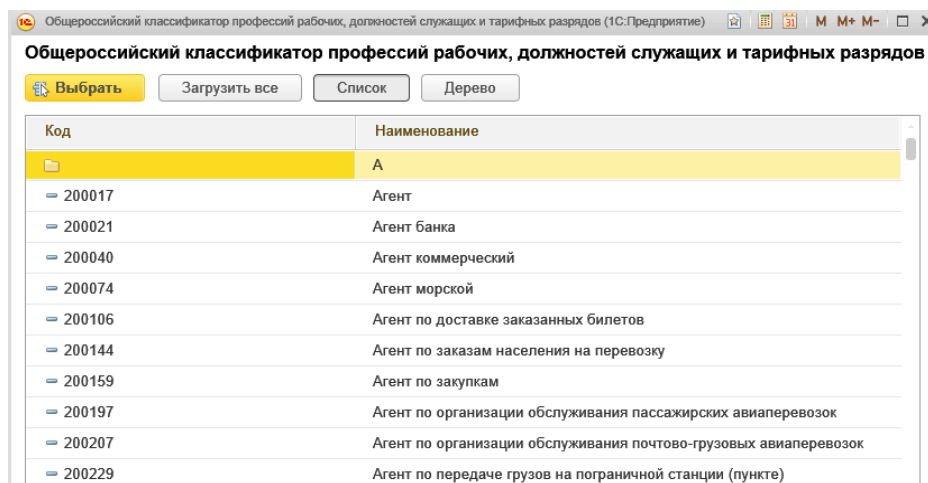 1С Общероссийский классификатор профессий рабочих, должностей служащих и тарифных разрядов (1С:Предприятие) 31 M M+ M-
Общероссийский классификатор профессий рабочих, должностей служащих и тарифных разрядов
Выбрать Загрузить все Список Дерево
Код Наименование
А
200017 Агент
200021 Агент банка
200040 Агент коммерческий
200074 Агент морской
200106 Агент по доставке заказанных билетов
200144 Агент по заказам населения на перевозку
200159 Агент по закупкам
200197 Агент по организации обслуживания пассажирских авиаперевозок
200207 Агент по организации обслуживания почтово-грузовых авиаперевозок
200229 Агент по передаче грузов на пограничной станции (пункте)